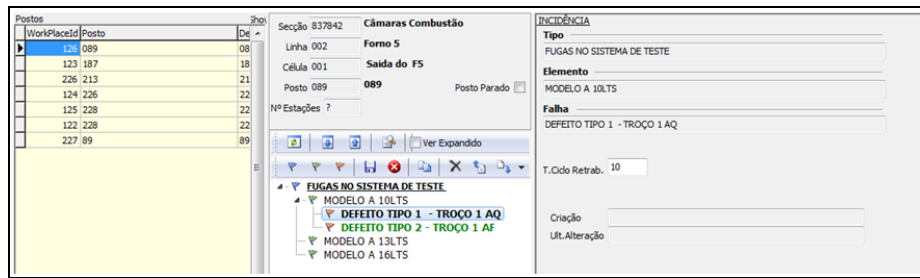 Postos
Show
WorkPlaceId Posto De
126 089 08
123 187 18
226 213 21
124 226 22
125 228 22
122 228 22
227 89 89
Secção 837842 Câmaras Combustão
Linha 002 Forno 5
Célula 001 Saida do F5
Posto 089 089 Posto Parado
Nº Estações ?
Ver Expandido
FUGAS NO SISTEMA DE TESTE
MODELO A 10LTS
DEFEITO TIPO 1 - TROÇO 1 AQ
DEFEITO TIPO 2 - TROÇO 1 AF
MODELO A 13LTS
MODELO A 16LTS
INCIDÊNCIA
Tipo
FUGAS NO SISTEMA DE TESTE
Elemento
MODELO A 10LTS
Falha
DEFEITO TIPO 1 - TROÇO 1 AQ
T.Ciclo Retrab. 10
Criação
Ult.Alteração